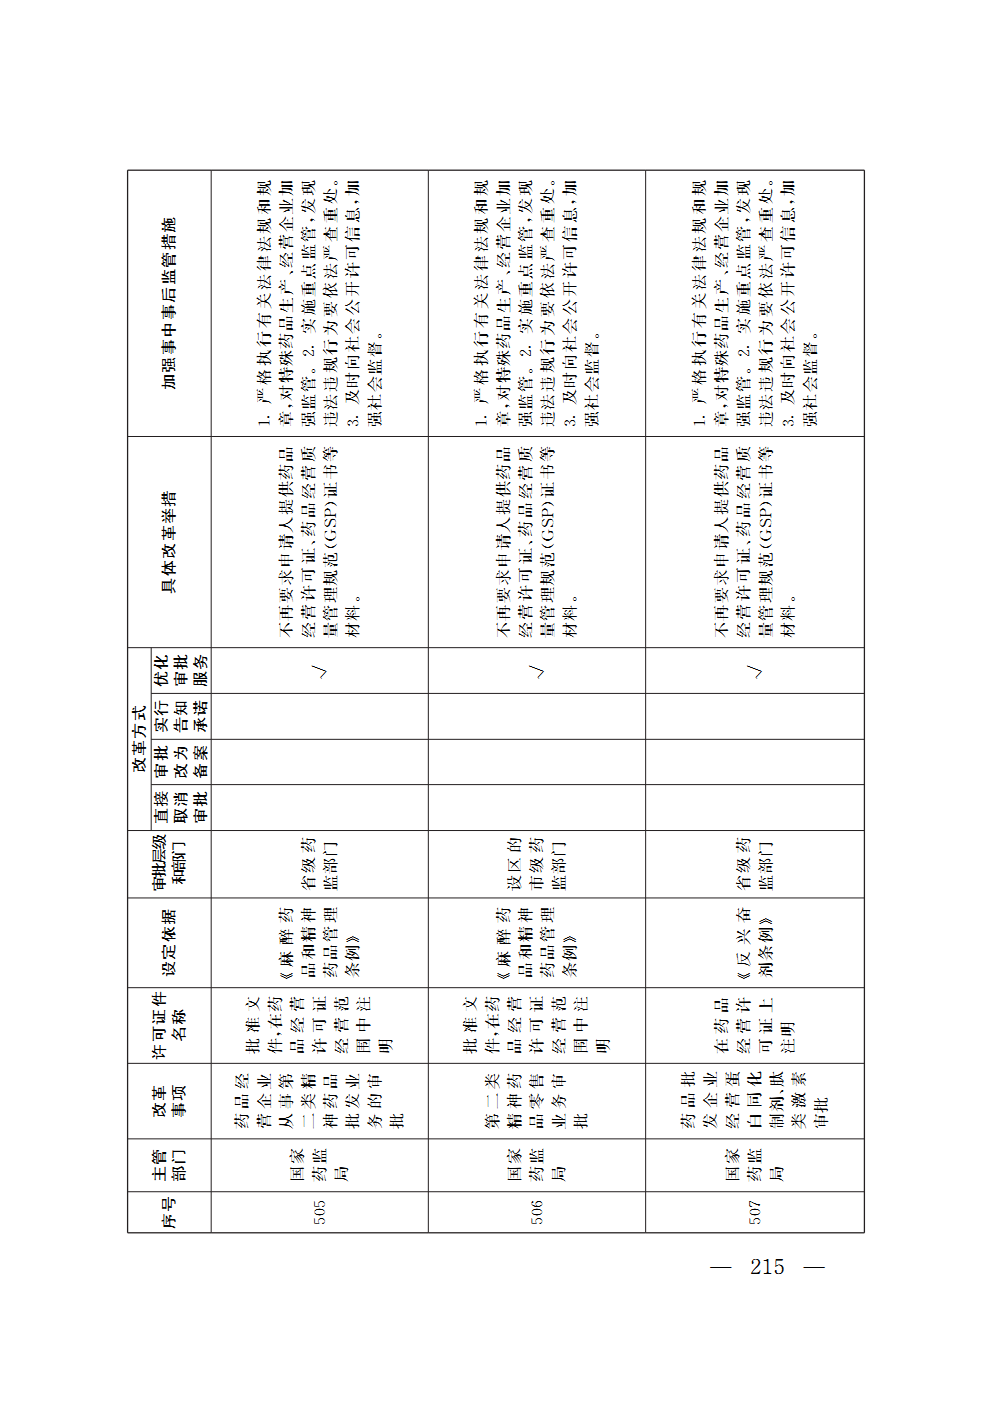 序号
主管
部门
改革
事项
许可证件
名称
设定依据
审批层级
和部门
改革方式
直接
取消
审批
审批
改为
备案
实行
告知
承诺
优化
审批
服务
具体改革举措
加强事中事后监管措施
505
国家
药监
局
药品经
营企业
从事第
二类精
神药品
批发业
务的审
批
批准文
件,在药
品经营
许可证
经营范
围中注
明
《麻醉药
品和精神
药品管理
条例》
省级药
监部门
√
不再要求申请人提供药品
经营许可证、药品经营质
量管理规范(GSP)证书等
材料。
1. 严格执行有关法律法规和规
章,对特殊药品生产、经营企业加
强监管。2. 实施重点监管,发现
违法违规行为要依法严查重处。
3. 及时向社会公开许可信息,加
强社会监督。
506
国家
药监
局
第二类
精神药
品零售
业务审
批
批准文
件,在药
品经营
许可证
经营范
围中注
明
《麻醉药
品和精神
药品管理
条例》
设区的
市级药
监部门
√
不再要求申请人提供药品
经营许可证、药品经营质
量管理规范(GSP)证书等
材料。
1. 严格执行有关法律法规和规
章,对特殊药品生产、经营企业加
强监管。2. 实施重点监管,发现
违法违规行为要依法严查重处。
3. 及时向社会公开许可信息,加
强社会监督。
507
国家
药监
局
药品批
发企业
经营蛋
白同化
制剂、肽
类激素
审批
在药品
经营许
可证上
注明
《反兴奋
剂条例》
省级药
监部门
√
不再要求申请人提供药品
经营许可证、药品经营质
量管理规范(GSP)证书等
材料。
1. 严格执行有关法律法规和规
章,对特殊药品生产、经营企业加
强监管。2. 实施重点监管,发现
违法违规行为要依法严查重处。
3. 及时向社会公开许可信息,加
强社会监督。
— 215 —